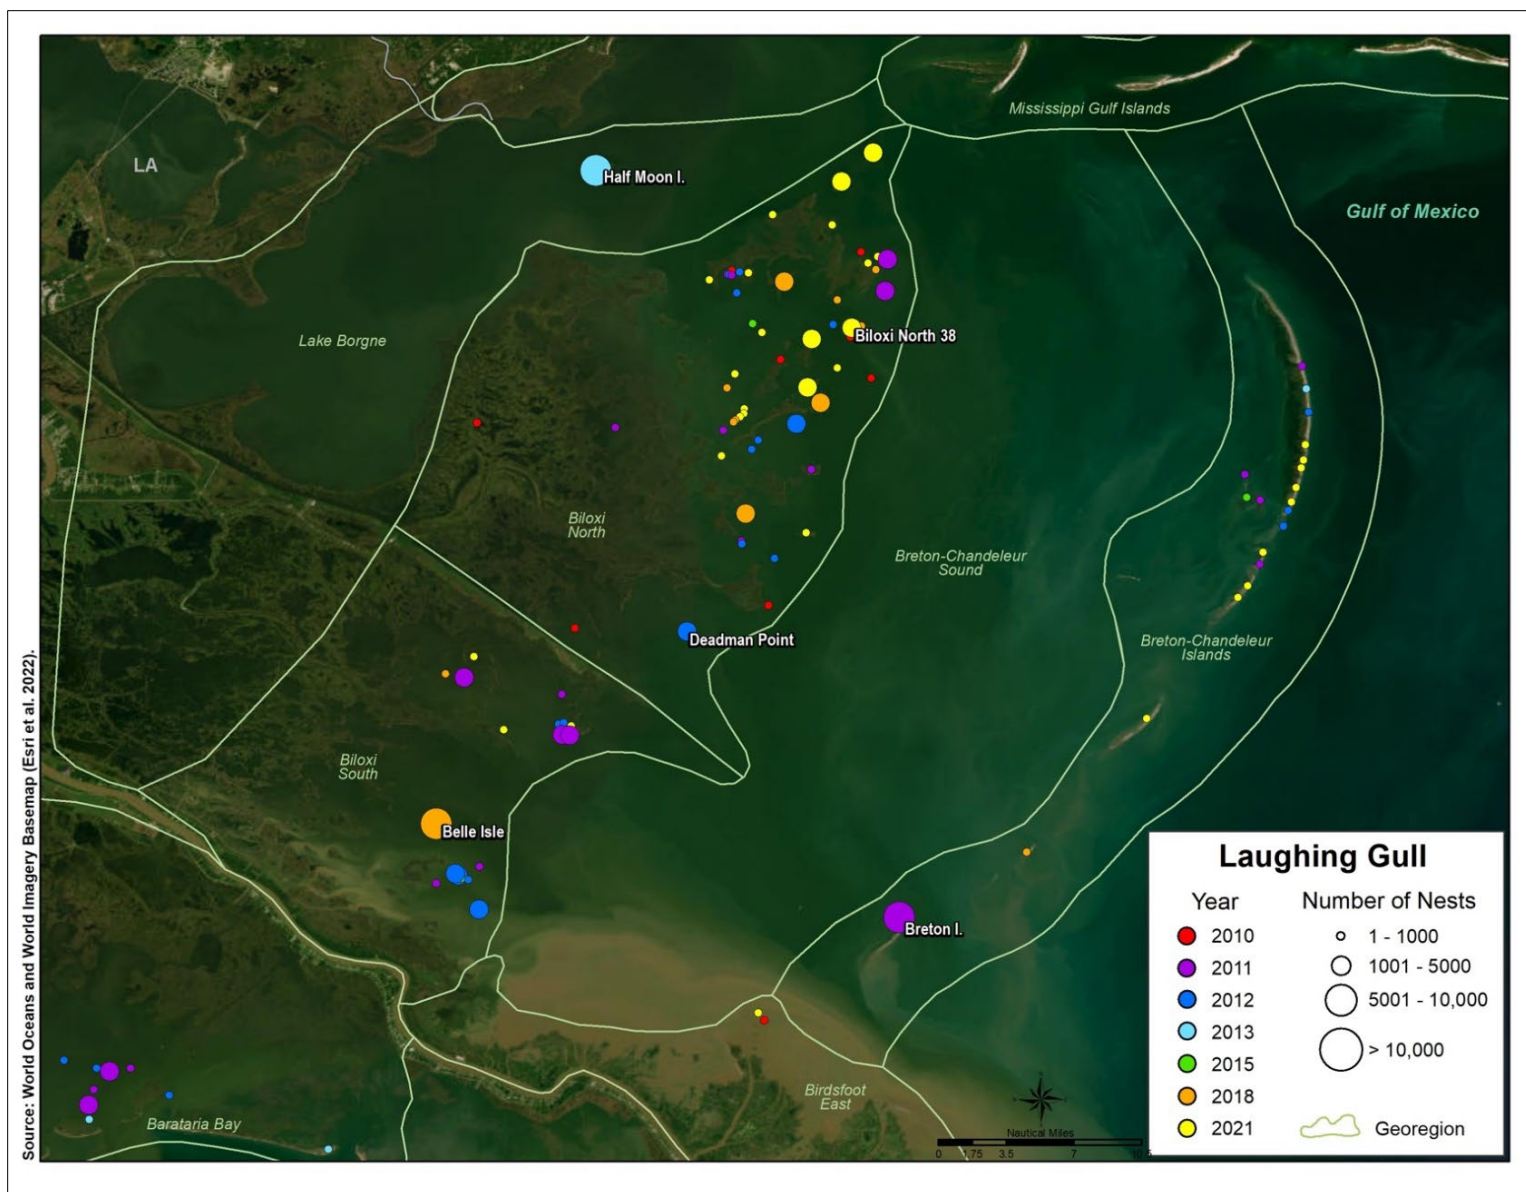 Mississippi Gulf Islands
LA
Half Moon I.
Gulf of Mexico
Lake Borgne
Biloxi North 38
Biloxi
North
Breton-Chandeleur
Sound
Deadman Point
Breton-Chandeleur
Islands
Biloxi
South
Belle Isle
Breton I.
Birdsfoot
East
Barataria Bay
Nautical Miles
0 1.75 3.5 7 10.5
Laughing Gull
Year
2010
2011
2012
2013
2015
2018
2021
Number of Nests
1 - 1000
1001 - 5000
5001 - 10,000
> 10,000
Georegion
Source: World Oceans and World Imagery Basemap (Esri et al. 2022).